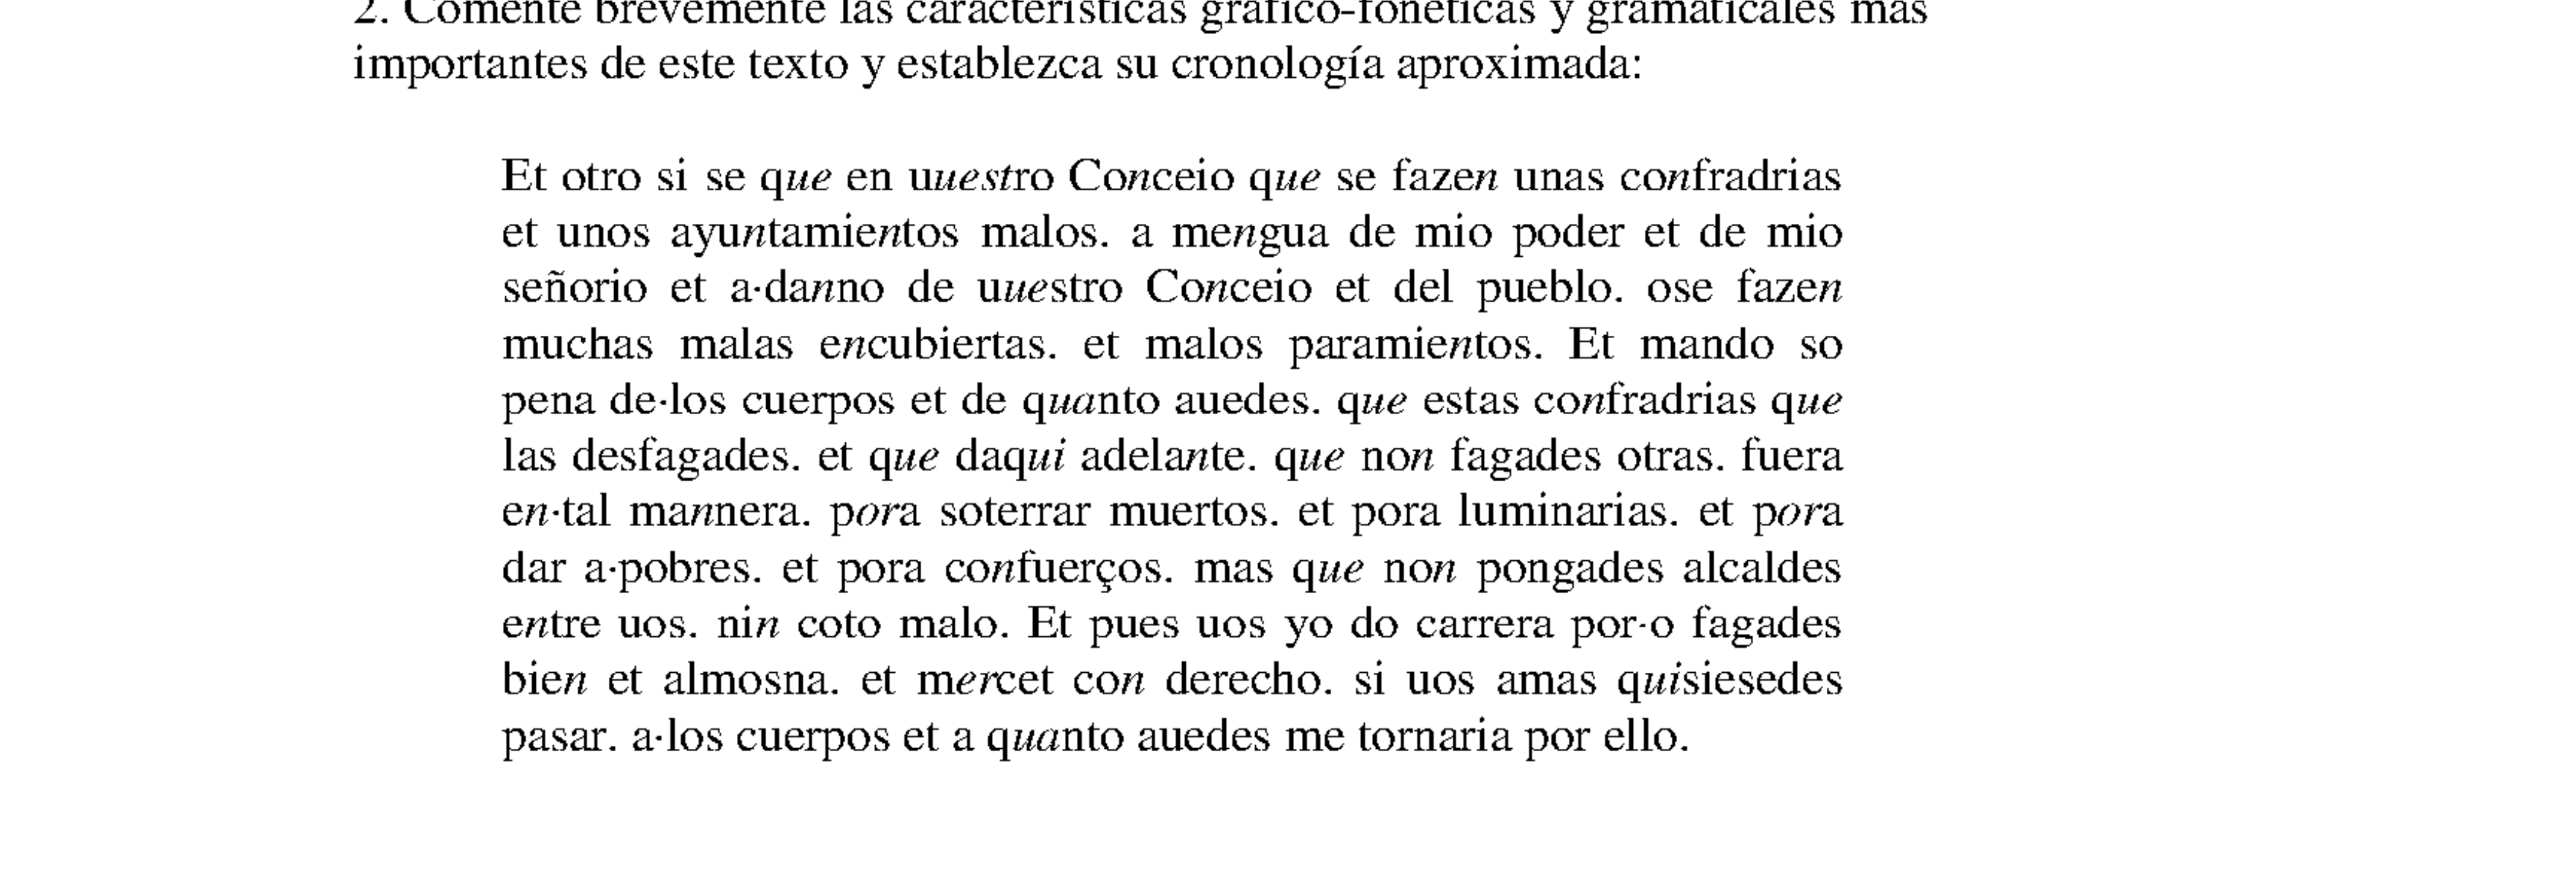 2. Comente brevemente las características gráfico-fonéticas y gramaticales más
importantes de este texto y establezca su cronología aproximada:
Et otro si se que en uuestro Conceio que se fazen unas confradrias
et unos ayuntamientos malos. a mengua de mio poder et de mio
señorio et a·danno de uuestro Conceio et del pueblo. ose fazen
muchas malas encubiertas. et malos paramientos. Et mando so
pena de·los cuerpos et de quanto auedes. que estas confradrias que
las desfagades. et que daqui adelante. que non fagades otras. fuera
en·tal mannera. pora soterrar muertos. et pora luminarias. et pora
dar a·pobres. et pora confuerços. mas que non pongades alcaldes
entre uos. nin coto malo. Et pues uos yo do carrera por·o fagades
bien et almosna. et mercet con derecho. si uos amas quisiesedes
pasar. a·los cuerpos et a quanto auedes me tornaria por ello.